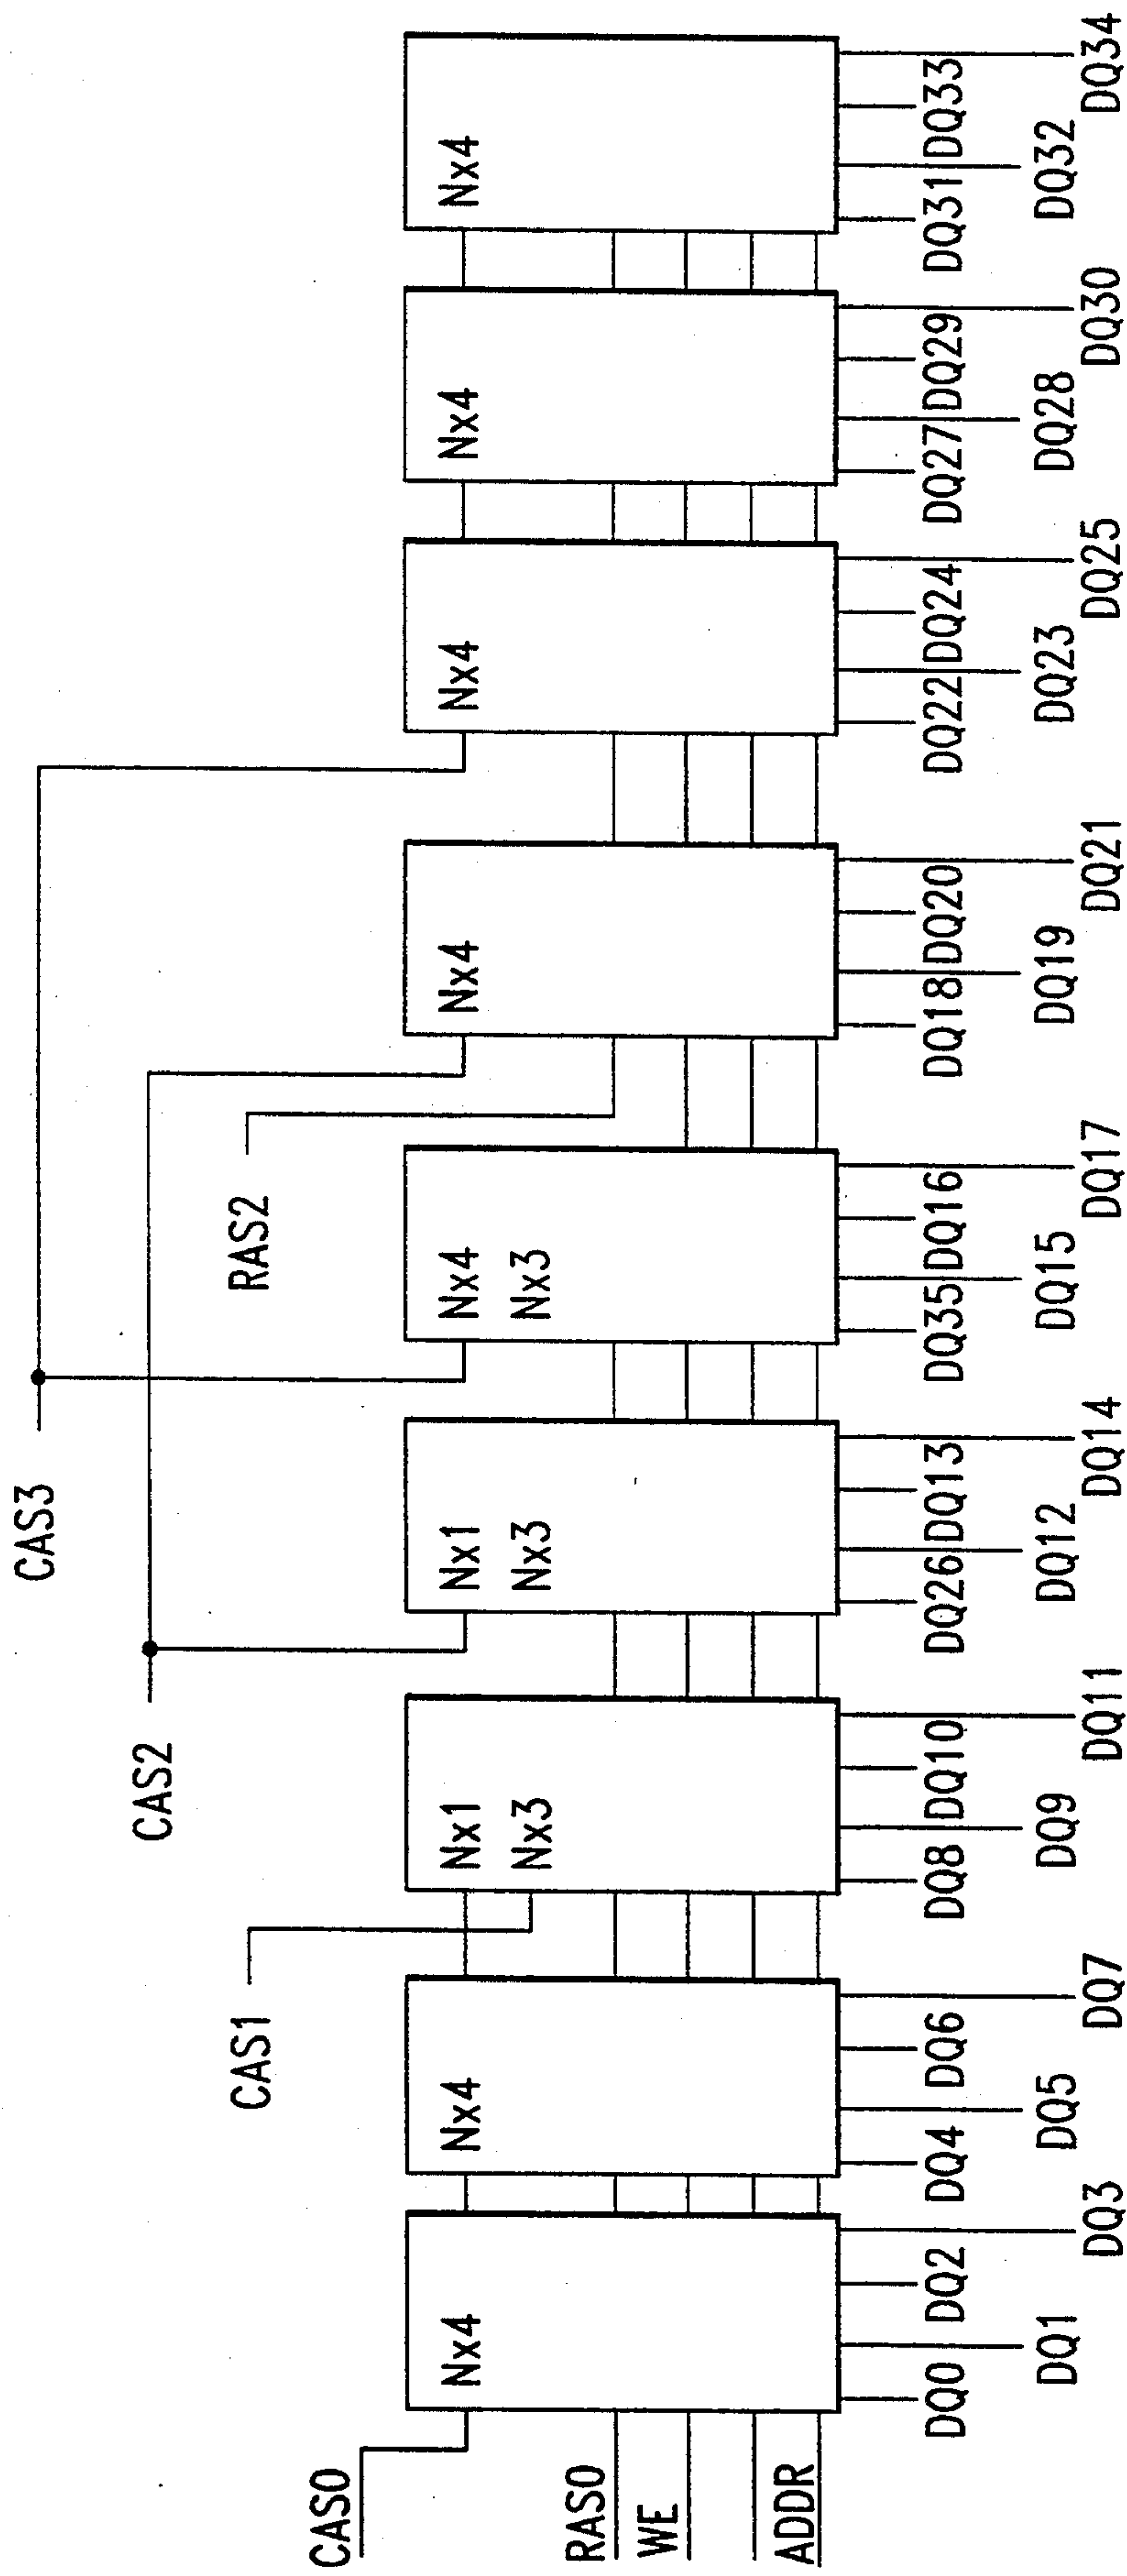 CAS3
CAS2
CAS1 RAS2
CAS0
Nx4 Nx4 Nx1 Nx1 Nx4 Nx4 Nx4 Nx4 Nx4
Nx3 Nx3 Nx3
RAS0
WE
ADDR
DQ0 DQ2 DQ4 DQ6 DQ8 DQ10 DQ26 DQ13 DQ35 DQ16 DQ18 DQ20 DQ22 DQ24 DQ27 DQ29 DQ31 DQ33
DQ1 DQ5 DQ9 DQ12 DQ15 DQ19 DQ23 DQ28 DQ32
DQ3 DQ7 DQ11 DQ14 DQ17 DQ21 DQ25 DQ30 DQ34